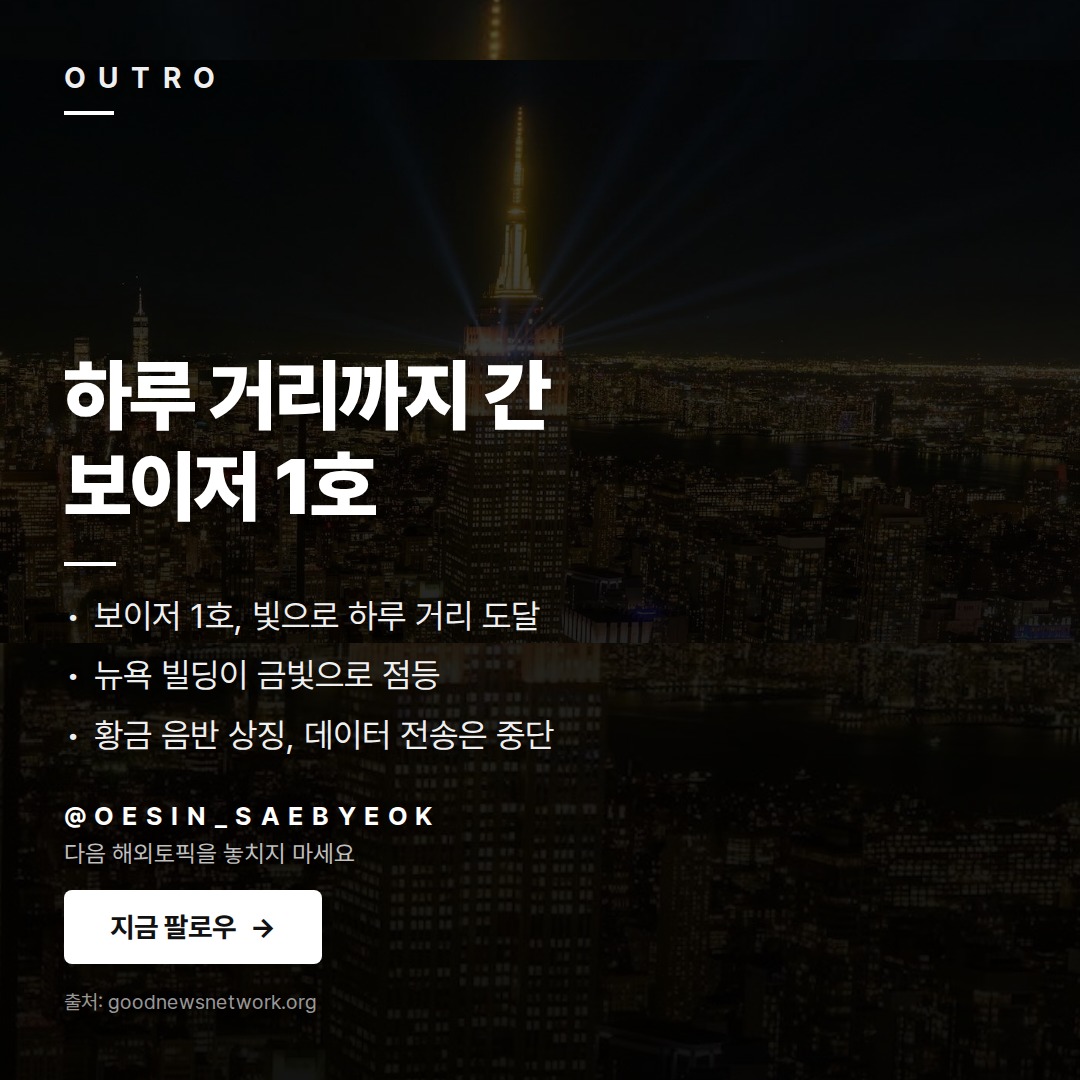 OUTRO
하루 거리까지 간
보이저 1호
• 보이저 1호, 빛으로 하루 거리 도달
• 뉴욕 빌딩이 금빛으로 점등
• 황금 음반 상징, 데이터 전송은 중단
@OESIN_SAEBYEOK
다음 해외토픽을 놓치지 마세요
지금 팔로우 →
출처: goodnewsnetwork.org